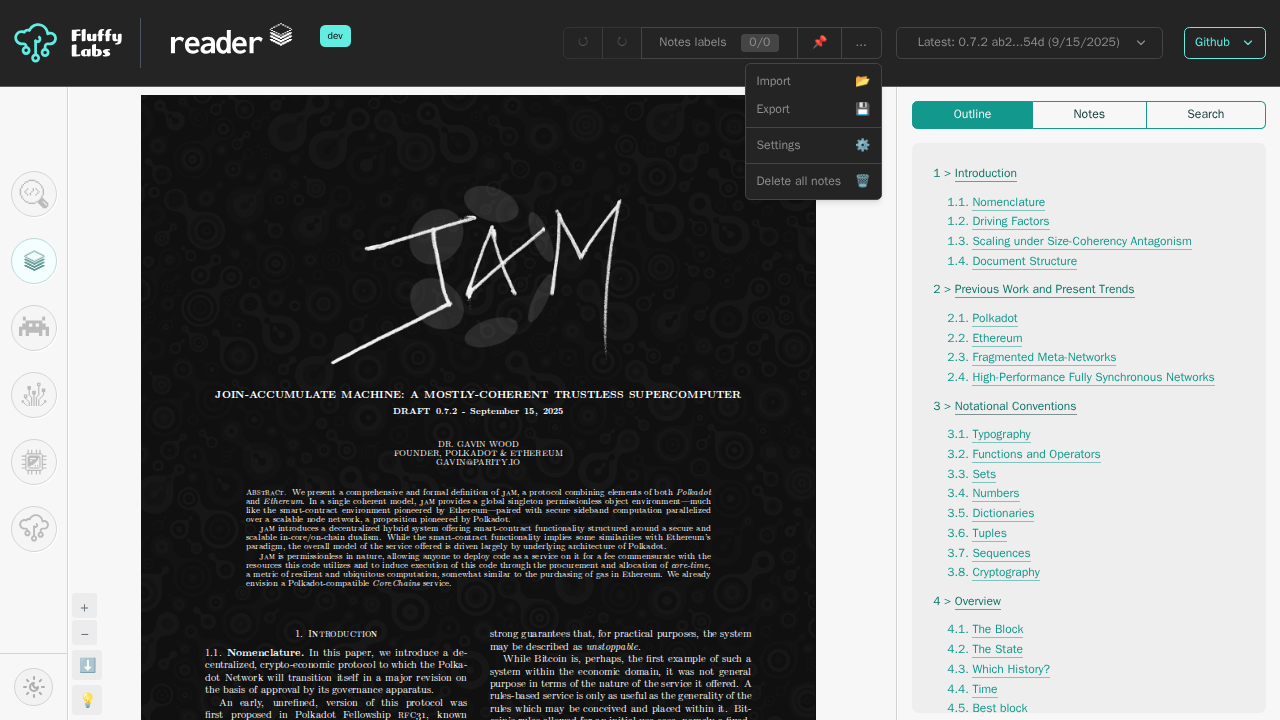 Fluffy
Labs
reader
dev
Notes labels 0/0
...
Latest: 0.7.2 ab2...54d (9/15/2025)
Github
Import
Export
Settings
Delete all notes
Outline
Notes
Search
JAM
JOIN-ACCUMULATE MACHINE: A MOSTLY-COHERENT TRUSTLESS SUPERCOMPUTER
DRAFT 0.7.2 - September 15, 2025
DR. GAVIN WOOD
FOUNDER, POLKADOT & ETHEREUM
GAVIN@PARITY.IO
ABSTRACT. We present a comprehensive and formal definition of JAM, a protocol combining elements of both Polkadot
and Ethereum. In a single coherent model, JAM provides a global singleton permissionless object environment—much
like the smart-contract environment pioneered by Ethereum—paired with secure sideband computation parallelized
over a scalable node network, a proposition pioneered by Polkadot.
JAM introduces a decentralized hybrid system offering smart-contract functionality structured around a secure and
scalable in-core/on-chain dualism. While the smart-contract functionality implies some similarities with Ethereum's
paradigm, the overall model of the service offered is driven largely by underlying architecture of Polkadot.
JAM is permissionless in nature, allowing anyone to deploy code as a service on it for a fee commensurate with the
resources this code utilizes and to induce execution of this code through the procurement and allocation of core-time,
a metric of resilient and ubiquitous computation, somewhat similar to the purchasing of gas in Ethereum. We already
envision a Polkadot-compatible CoreChains service.
1. INTRODUCTION
1.1. Nomenclature. In this paper, we introduce a de-
centralized, crypto-economic protocol to which the Polka-
dot Network will transition itself in a major revision on
the basis of approval by its governance apparatus.
An early, unrefined, version of this protocol was
first proposed in Polkadot Fellowship RFC31, known
strong guarantees that, for practical purposes, the system
may be described as unstoppable.
While Bitcoin is, perhaps, the first example of such a
system within the economic domain, it was not general
purpose in terms of the nature of the service it offered. A
rules-based service is only as useful as the generality of the
rules which may be conceived and placed within it. Bit-
1 > Introduction
1.1. Nomenclature
1.2. Driving Factors
1.3. Scaling under Size-Coherency Antagonism
1.4. Document Structure
2 > Previous Work and Present Trends
2.1. Polkadot
2.2. Ethereum
2.3. Fragmented Meta-Networks
2.4. High-Performance Fully Synchronous Networks
3 > Notational Conventions
3.1. Typography
3.2. Functions and Operators
3.3. Sets
3.4. Numbers
3.5. Dictionaries
3.6. Tuples
3.7. Sequences
3.8. Cryptography
4 > Overview
4.1. The Block
4.2. The State
4.3. Which History?
4.4. Time
4.5. Best block
+
−